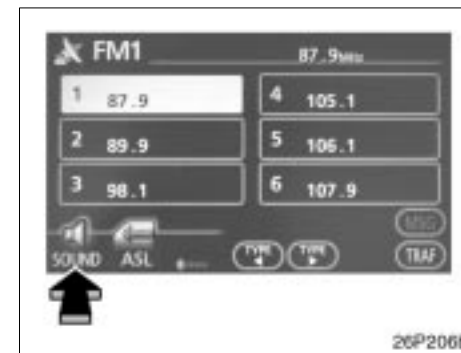 FM1 87.9MHz
1 87.9 4 105.1
2 89.9 5 106.1
3 98.1 6 107.9
MSG
SOUND ASL TYPE TYPE TRAF